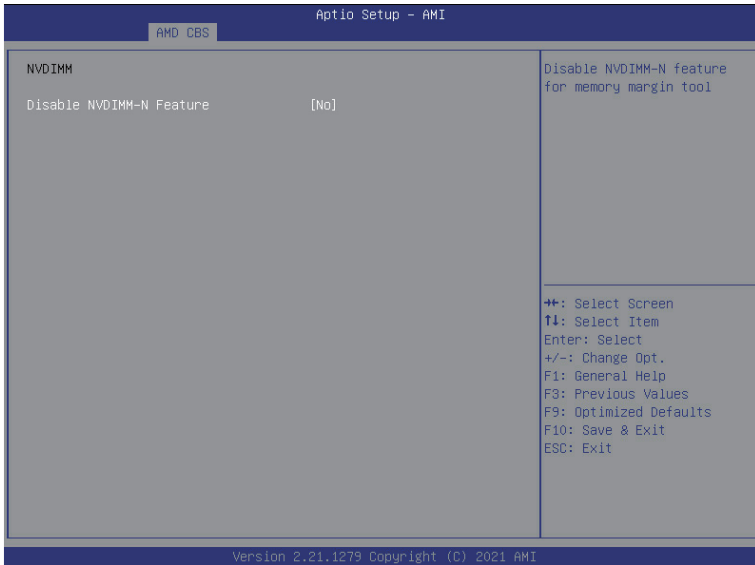 Aptio Setup – AMI
AMD CBS
NVDIMM
Disable NVDIMM-N Feature [No]
Disable NVDIMM-N feature
for memory margin tool
→←: Select Screen
↑↓: Select Item
Enter: Select
+/-: Change Opt.
F1: General Help
F3: Previous Values
F9: Optimized Defaults
F10: Save & Exit
ESC: Exit
Version 2.21.1279 Copyright (C) 2021 AMI